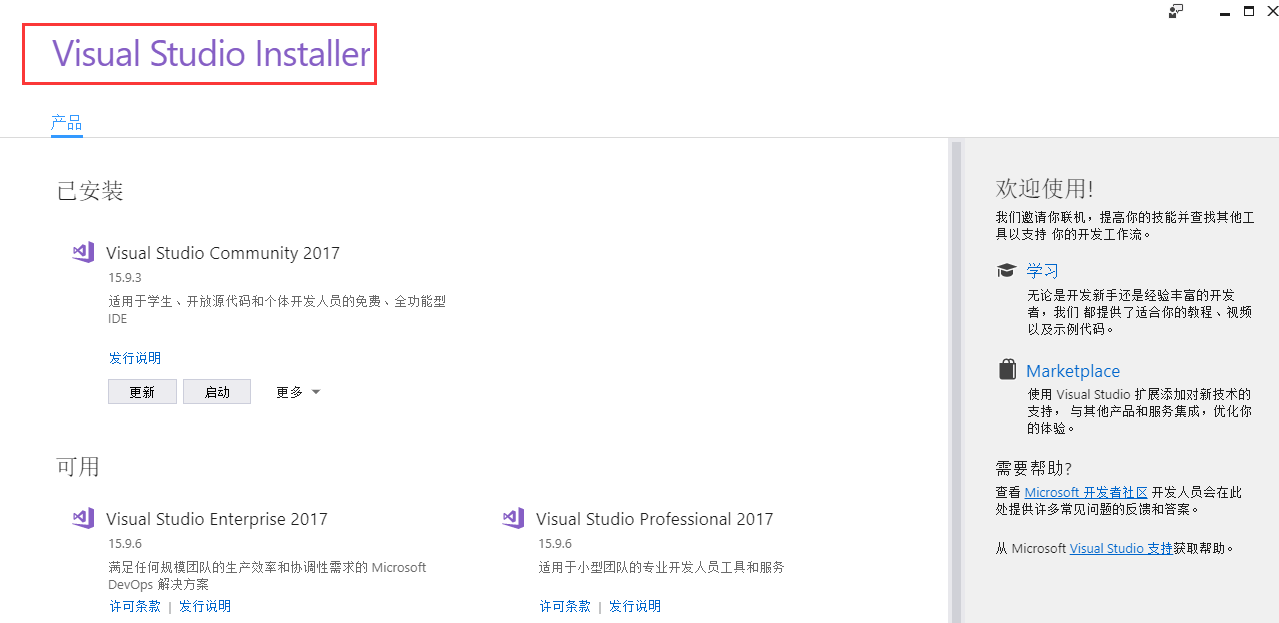 Visual Studio Installer
产品
已安装
Visual Studio Community 2017
15.9.3
适用于学生、开放源代码和个体开发人员的免费、全功能型
IDE
发行说明
更新 启动 更多
可用
Visual Studio Enterprise 2017
15.9.6
满足任何规模团队的生产效率和协调性需求的 Microsoft
DevOps 解决方案
许可条款 | 发行说明
Visual Studio Professional 2017
15.9.6
适用于小型团队的专业开发人员工具和服务
许可条款 | 发行说明
欢迎使用!
我们邀请你联机，提高你的技能并查找其他工
具以支持 你的开发工作流。
学习
无论是开发新手还是经验丰富的开发
者，我们 都提供了适合你的教程、视频
以及示例代码。
Marketplace
使用 Visual Studio 扩展添加对新技术的
支持， 与其他产品和服务集成，优化你
的体验。
需要帮助?
查看 Microsoft 开发者社区 开发人员会在此
处提供许多常见问题的反馈和答案。
从 Microsoft Visual Studio 支持获取帮助。